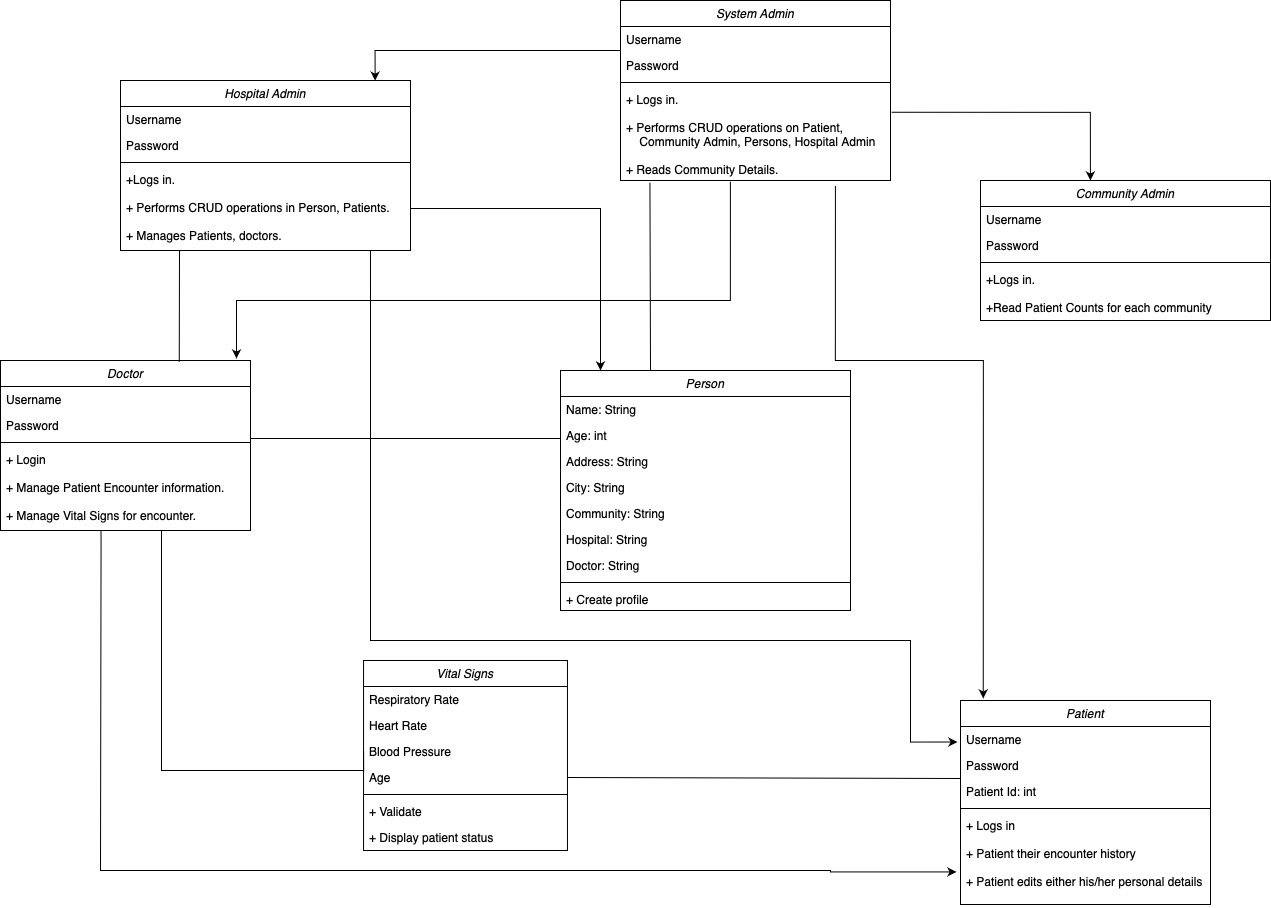 System Admin
Username
Password
+ Logs in.
+ Performs CRUD operations on Patient,
Community Admin, Persons, Hospital Admin
+ Reads Community Details.
Hospital Admin
Username
Password
+Logs in.
+ Performs CRUD operations in Person, Patients.
+ Manages Patients, doctors.
Community Admin
Username
Password
+Logs in.
+Read Patient Counts for each community
Doctor
Username
Password
+ Login
+ Manage Patient Encounter information.
+ Manage Vital Signs for encounter.
Person
Name: String
Age: int
Address: String
City: String
Community: String
Hospital: String
Doctor: String
+ Create profile
Vital Signs
Respiratory Rate
Heart Rate
Blood Pressure
Age
+ Validate
+ Display patient status
Patient
Username
Password
Patient Id: int
+ Logs in
+ Patient their encounter history
+ Patient edits either his/her personal details